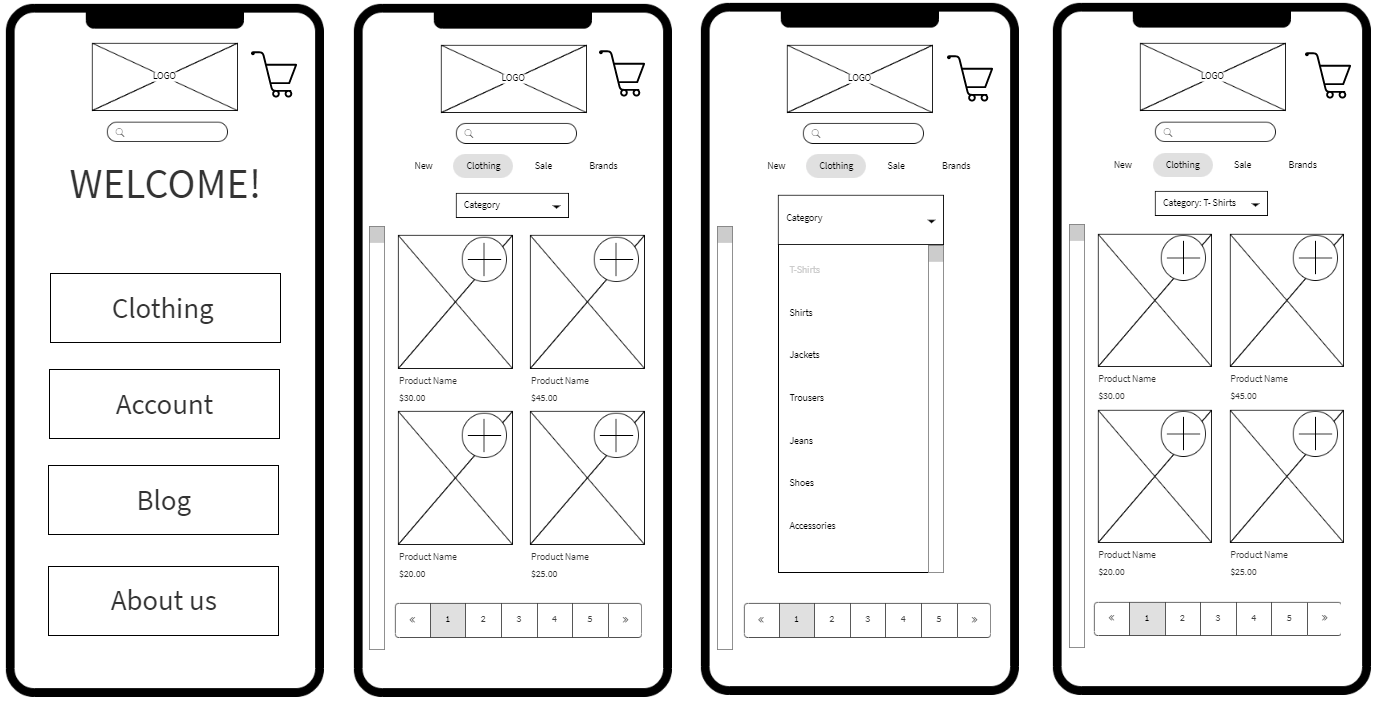 LOGO
WELCOME!
Clothing
Account
Blog
About us
LOGO
New Clothing Sale Brands
Category
Product Name Product Name
$30.00 $45.00
Product Name Product Name
$20.00 $25.00
« 1 2 3 4 5 »
LOGO
New Clothing Sale Brands
Category
T-Shirts
Shirts
Jackets
Trousers
Jeans
Shoes
Accessories
« 1 2 3 4 5 »
LOGO
New Clothing Sale Brands
Category: T- Shirts
Product Name Product Name
$30.00 $45.00
Product Name Product Name
$20.00 $25.00
« 1 2 3 4 5 »